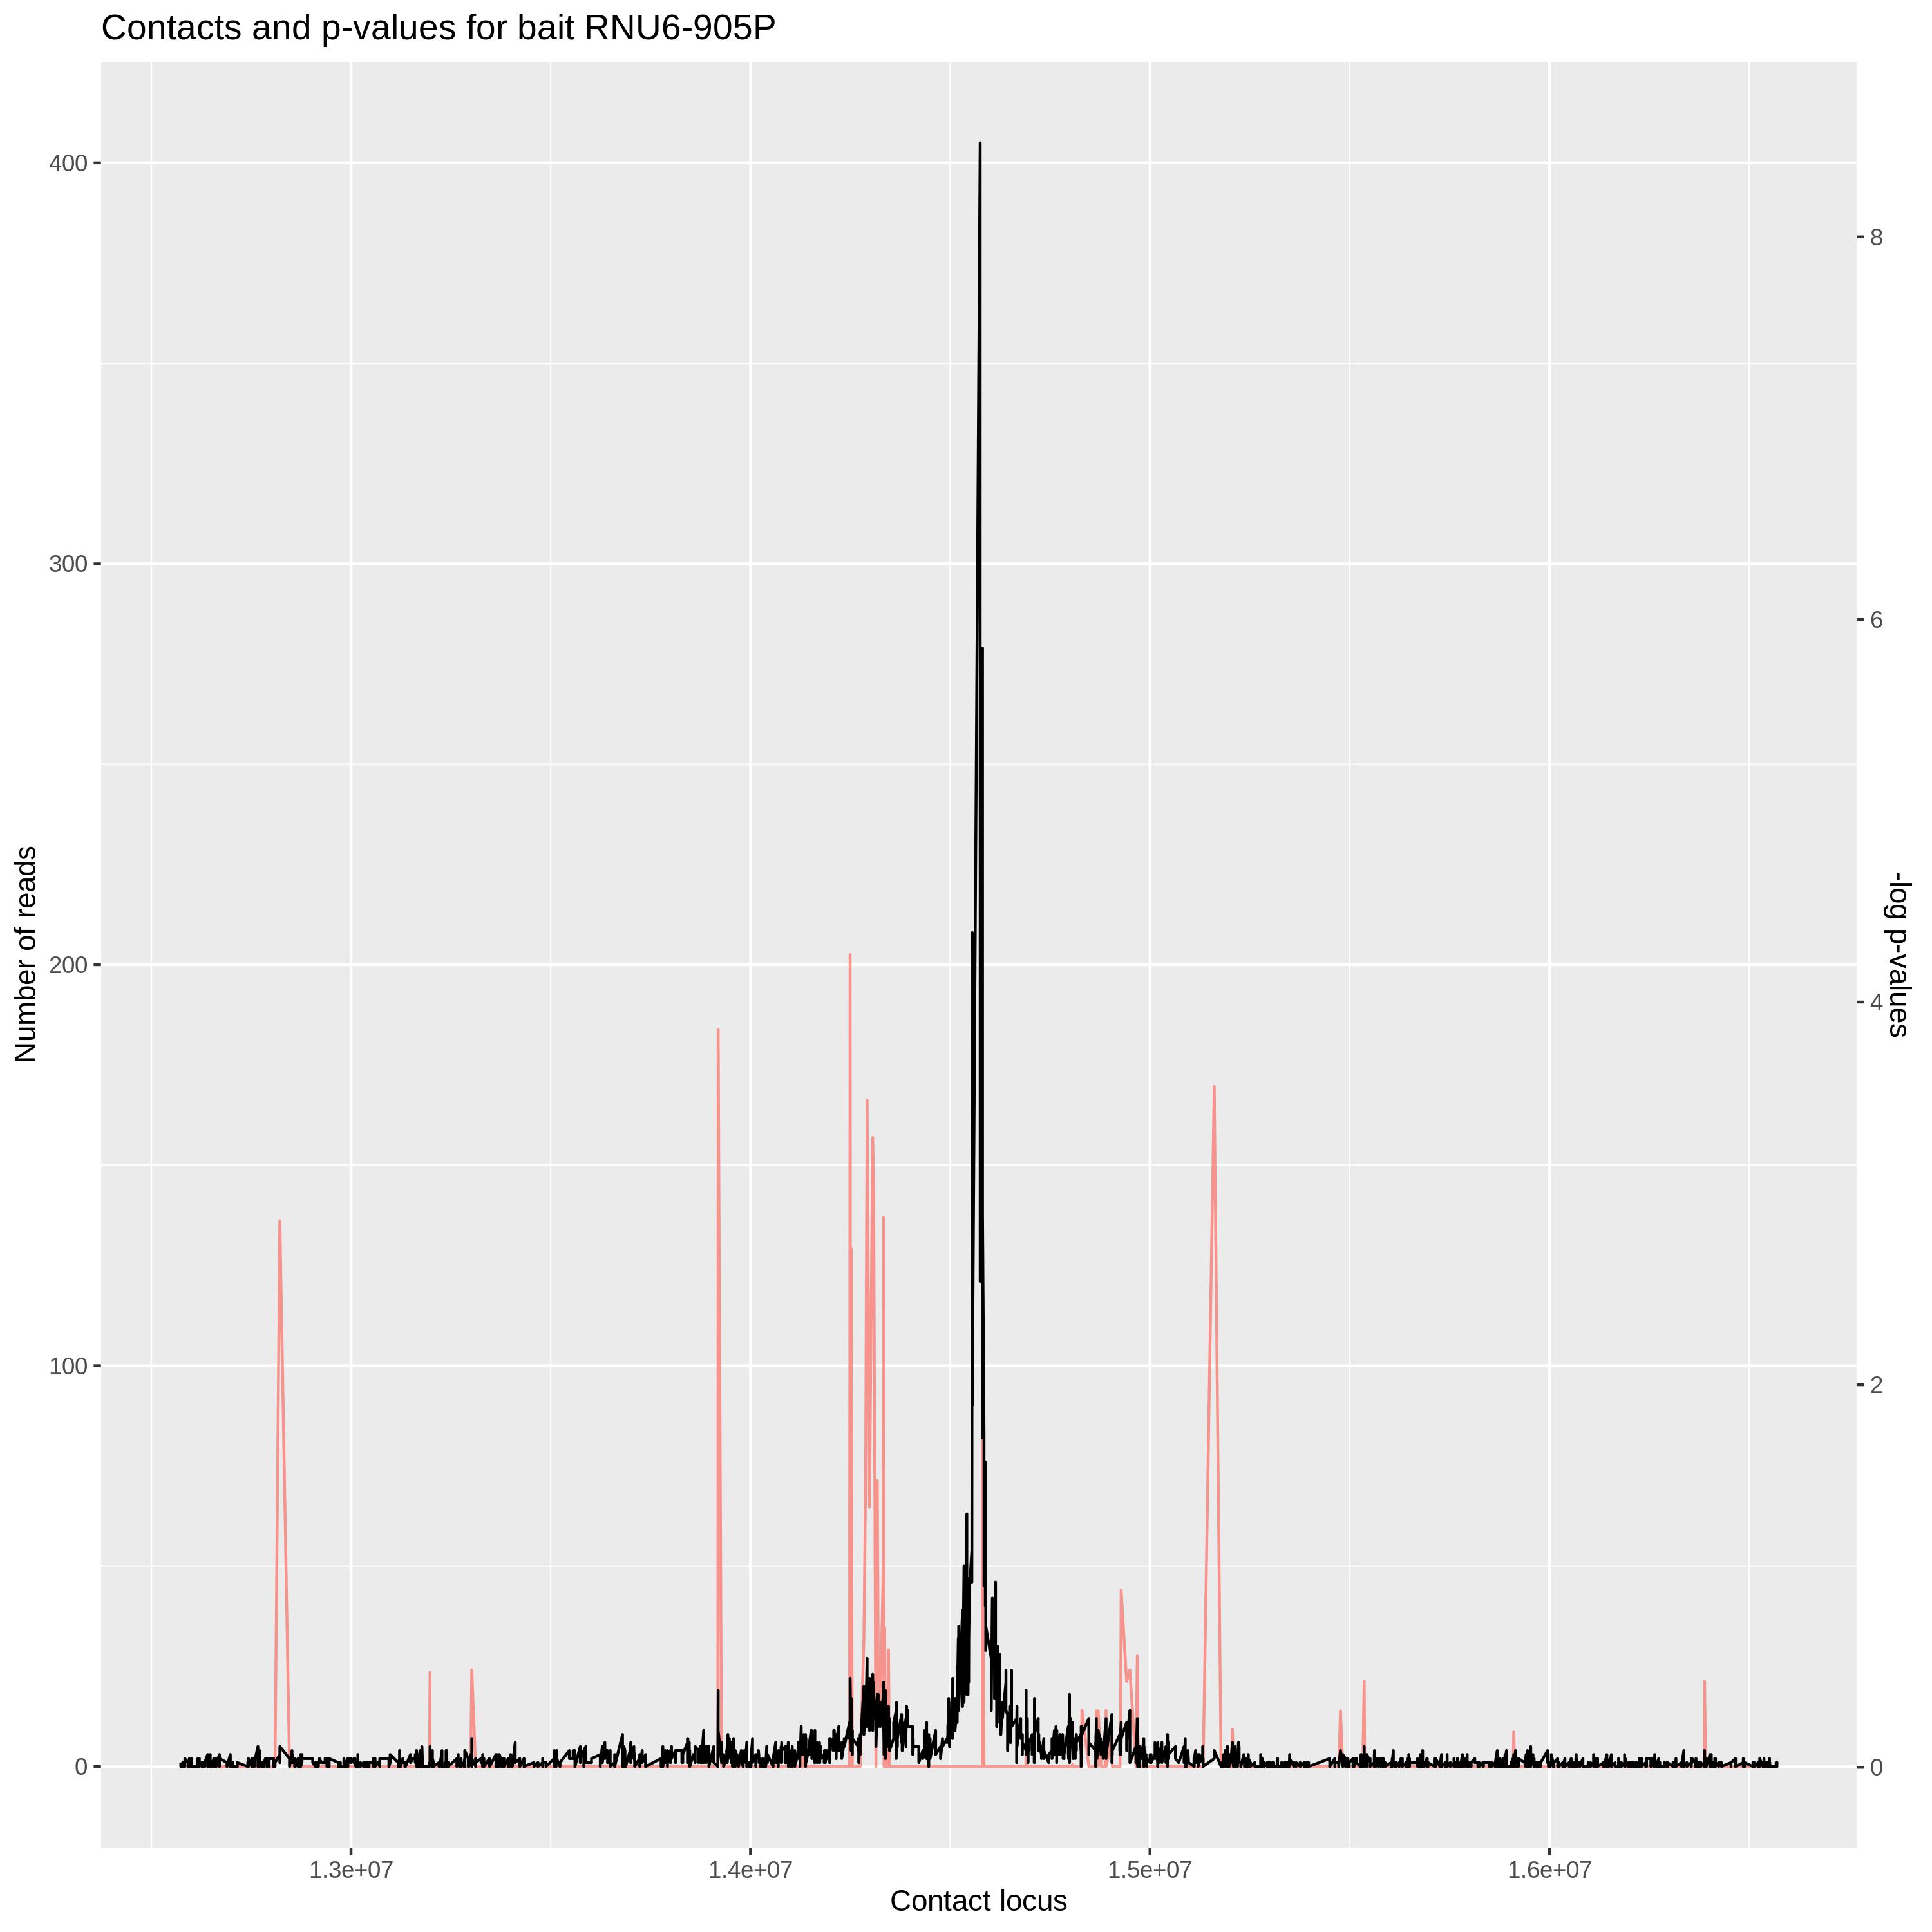 Contacts and p-values for bait RNU6-905P
400
300
200
100
0
Number of reads
8
6
4
2
0
-log p-values
1.3e+07
1.4e+07
1.5e+07
1.6e+07
Contact locus